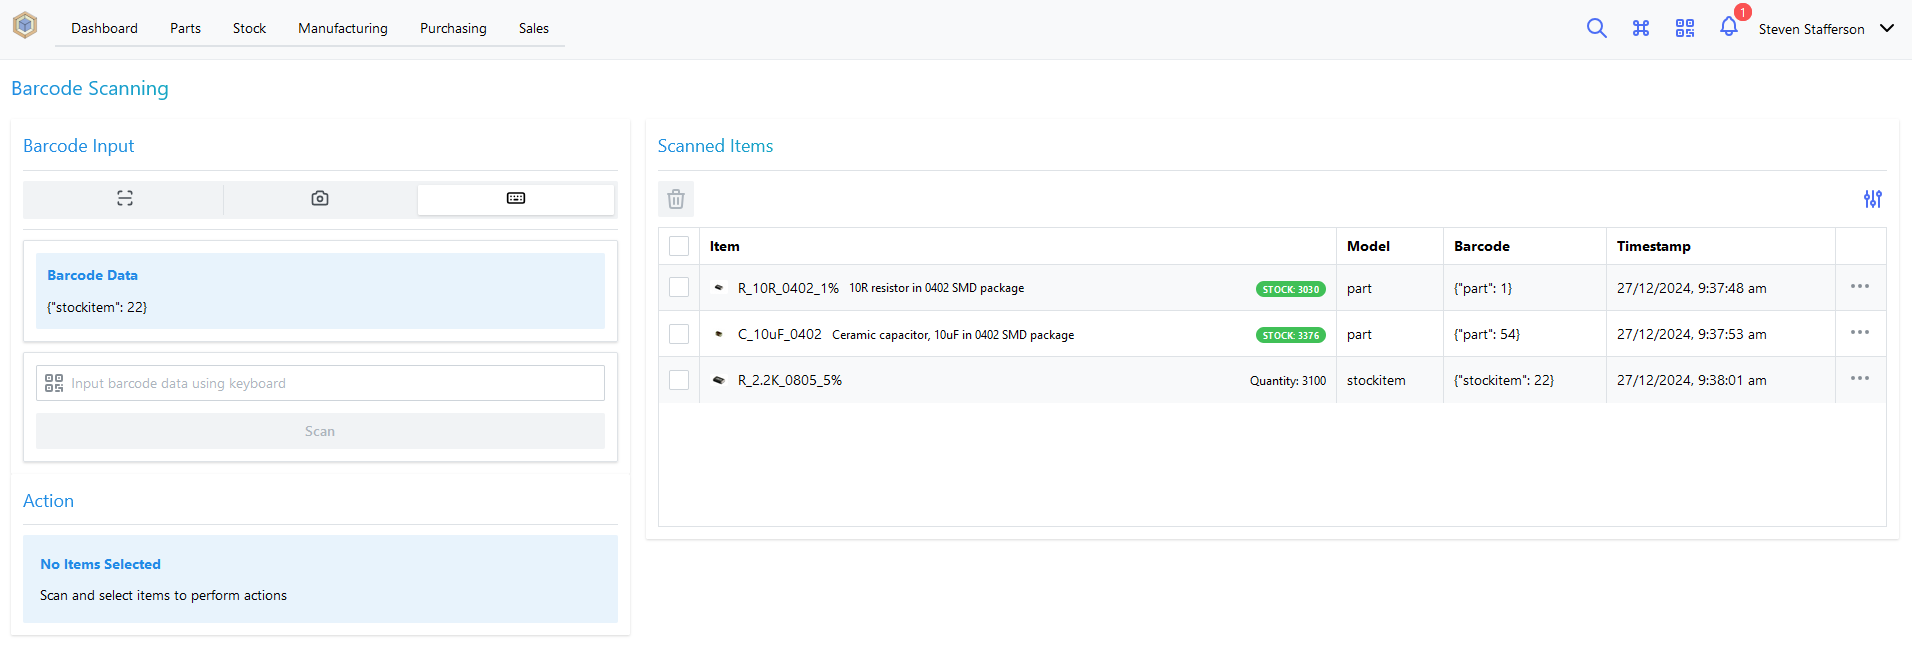 Dashboard Parts Stock Manufacturing Purchasing Sales 1 Steven Stafferson
Barcode Scanning
Barcode Input
Barcode Data
{"stockitem": 22}
Input barcode data using keyboard
Scan
Action
No Items Selected
Scan and select items to perform actions
Scanned Items
Item Model Barcode Timestamp
R_10R_0402_1% 10R resistor in 0402 SMD package STOCK: 3030 part {"part": 1} 27/12/2024, 9:37:48 am
C_10uF_0402 Ceramic capacitor, 10uF in 0402 SMD package STOCK: 3376 part {"part": 54} 27/12/2024, 9:37:53 am
R_2.2K_0805_5% Quantity: 3100 stockitem {"stockitem": 22} 27/12/2024, 9:38:01 am